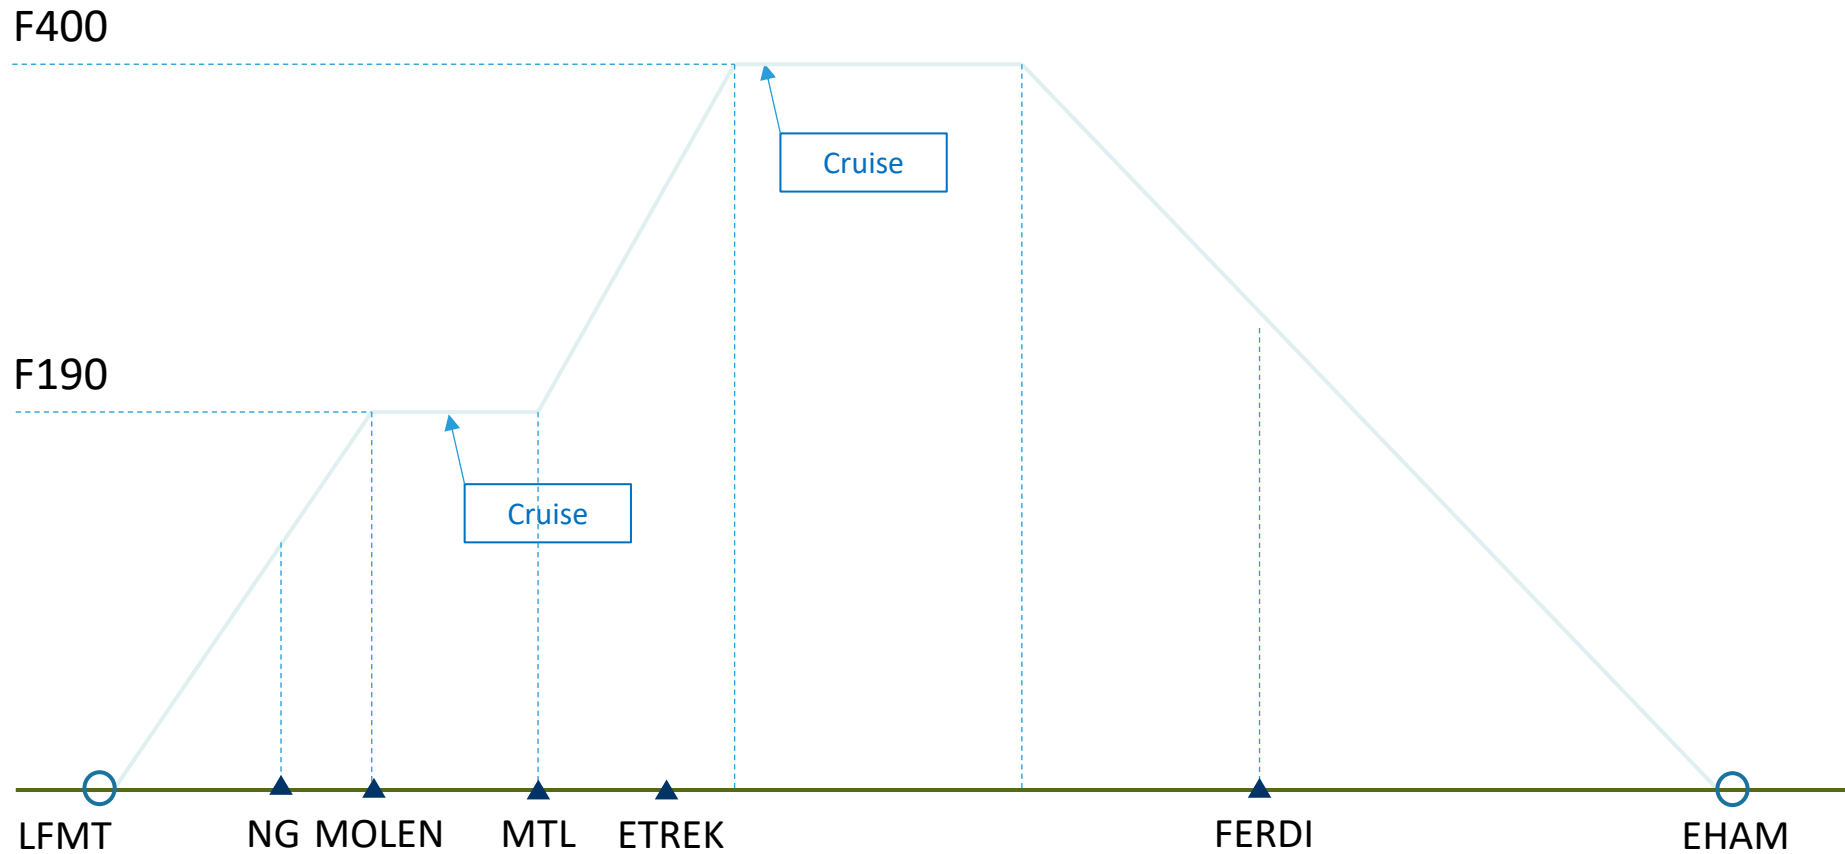 F400
Cruise
F190
Cruise
LFMT NG MOLEN MTL ETREK FERDI EHAM